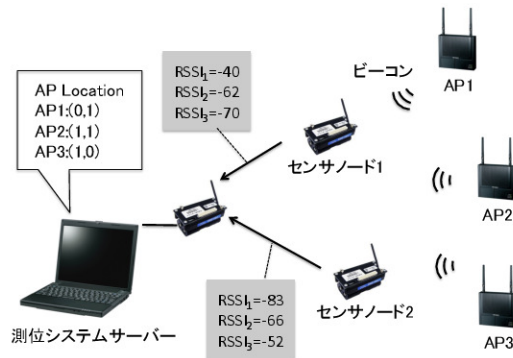 AP Location
AP1:(0,1)
AP2:(1,1)
AP3:(1,0)
RSSI₁=-40
RSSI₂=-62
RSSI₃=-70
ビーコン
AP1
センサノード1
AP2
RSSI₁=-83
RSSI₂=-66
RSSI₃=-52
センサノード2
測位システムサーバー
AP3